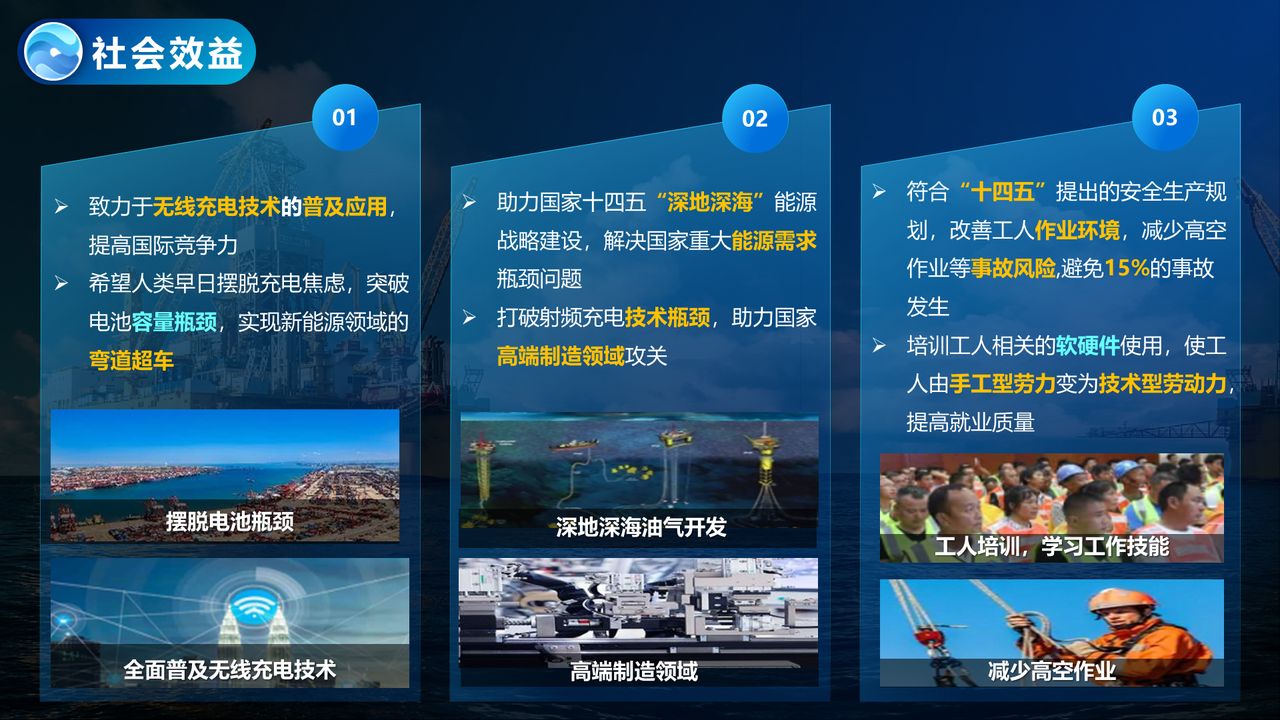 社会效益
01
致力于无线充电技术的普及应用，
提高国际竞争力
希望人类早日摆脱充电焦虑，突破
电池容量瓶颈，实现新能源领域的
弯道超车
摆脱电池瓶颈
全面普及无线充电技术
02
助力国家十四五“深地深海”能源
战略建设，解决国家重大能源需求
瓶颈问题
打破射频充电技术瓶颈，助力国家
高端制造领域攻关
深地深海油气开发
高端制造领域
03
符合“十四五”提出的安全生产规
划，改善工人作业环境，减少高空
作业等事故风险,避免15%的事故
发生
培训工人相关的软硬件使用，使工
人由手工型劳力变为技术型劳动力，
提高就业质量
工人培训，学习工作技能
减少高空作业